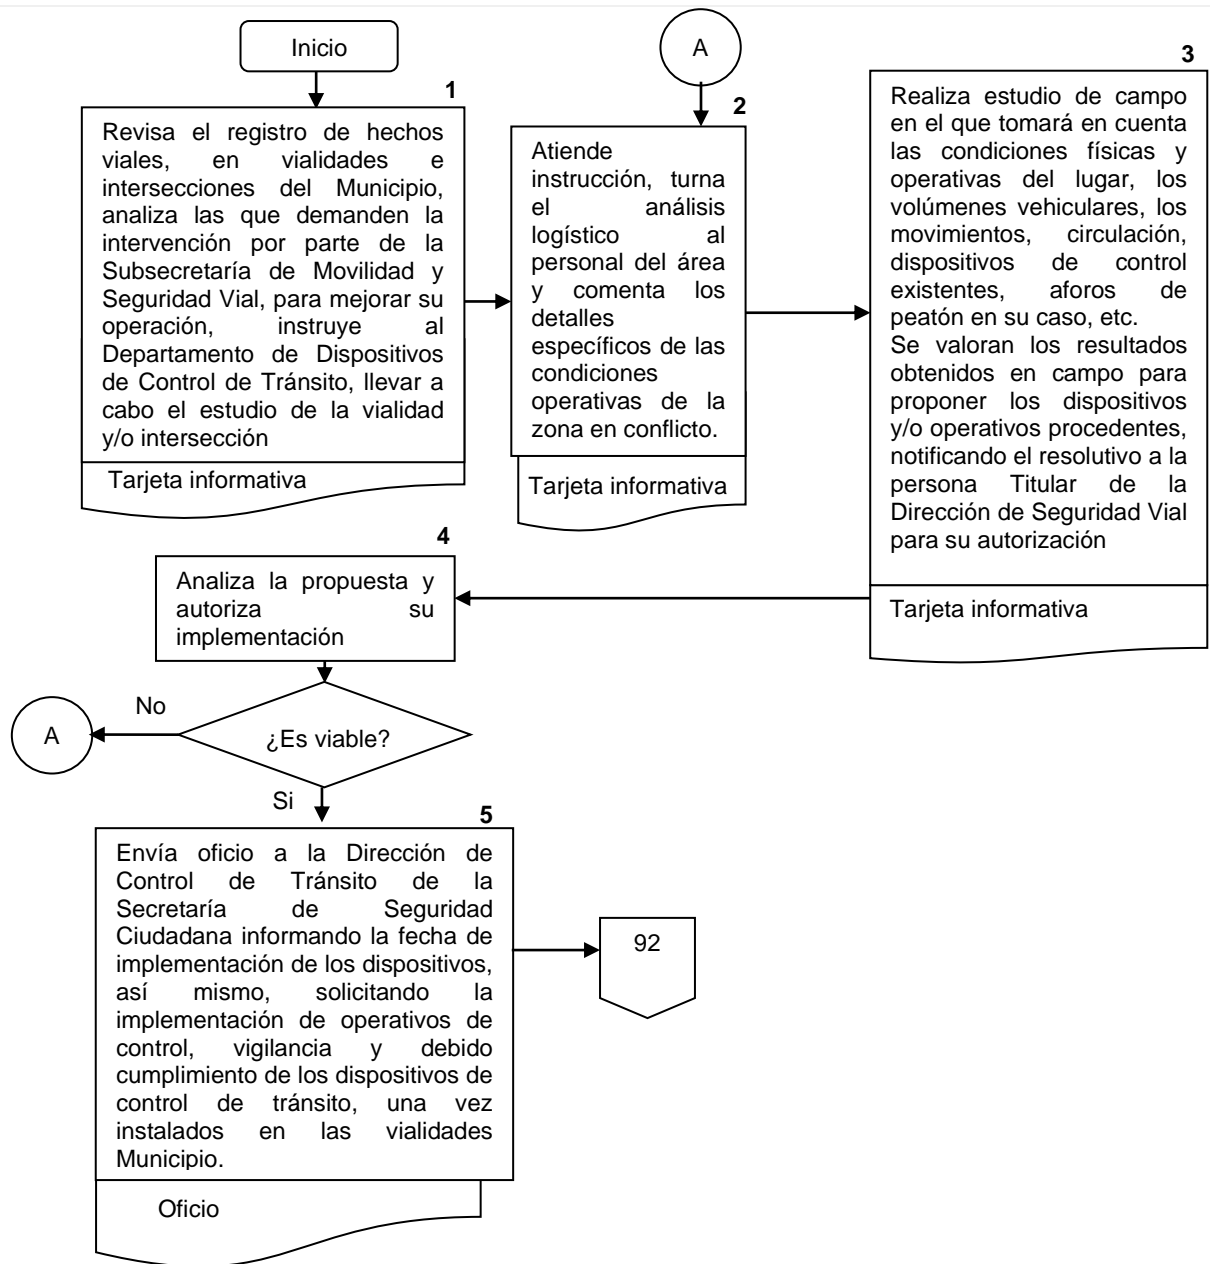 Inicio
1
Revisa el registro de hechos
viales, en vialidades e
intersecciones del Municipio,
analiza las que demanden la
intervención por parte de la
Subsecretaría de Movilidad y
Seguridad Vial, para mejorar su
operación, instruye al
Departamento de Dispositivos
de Control de Tránsito, llevar a
cabo el estudio de la vialidad
y/o intersección
Tarjeta informativa
A
2
Atiende
instrucción, turna
el análisis
logístico al
personal del área
y comenta los
detalles
específicos de las
condiciones
operativas de la
zona en conflicto.
Tarjeta informativa
3
Realiza estudio de campo
en el que tomará en cuenta
las condiciones físicas y
operativas del lugar, los
volúmenes vehiculares, los
movimientos, circulación,
dispositivos de control
existentes, aforos de
peatón en su caso, etc.
Se valoran los resultados
obtenidos en campo para
proponer los dispositivos
y/o operativos procedentes,
notificando el resolutivo a la
persona Titular de la
Dirección de Seguridad Vial
para su autorización
Tarjeta informativa
4
Analiza la propuesta y
autoriza su
implementación
¿Es viable?
No
A
Si
5
Envía oficio a la Dirección de
Control de Tránsito de la
Secretaría de Seguridad
Ciudadana informando la fecha de
implementación de los dispositivos,
así mismo, solicitando la
implementación de operativos de
control, vigilancia y debido
cumplimiento de los dispositivos de
control de tránsito, una vez
instalados en las vialidades
Municipio.
Oficio
92